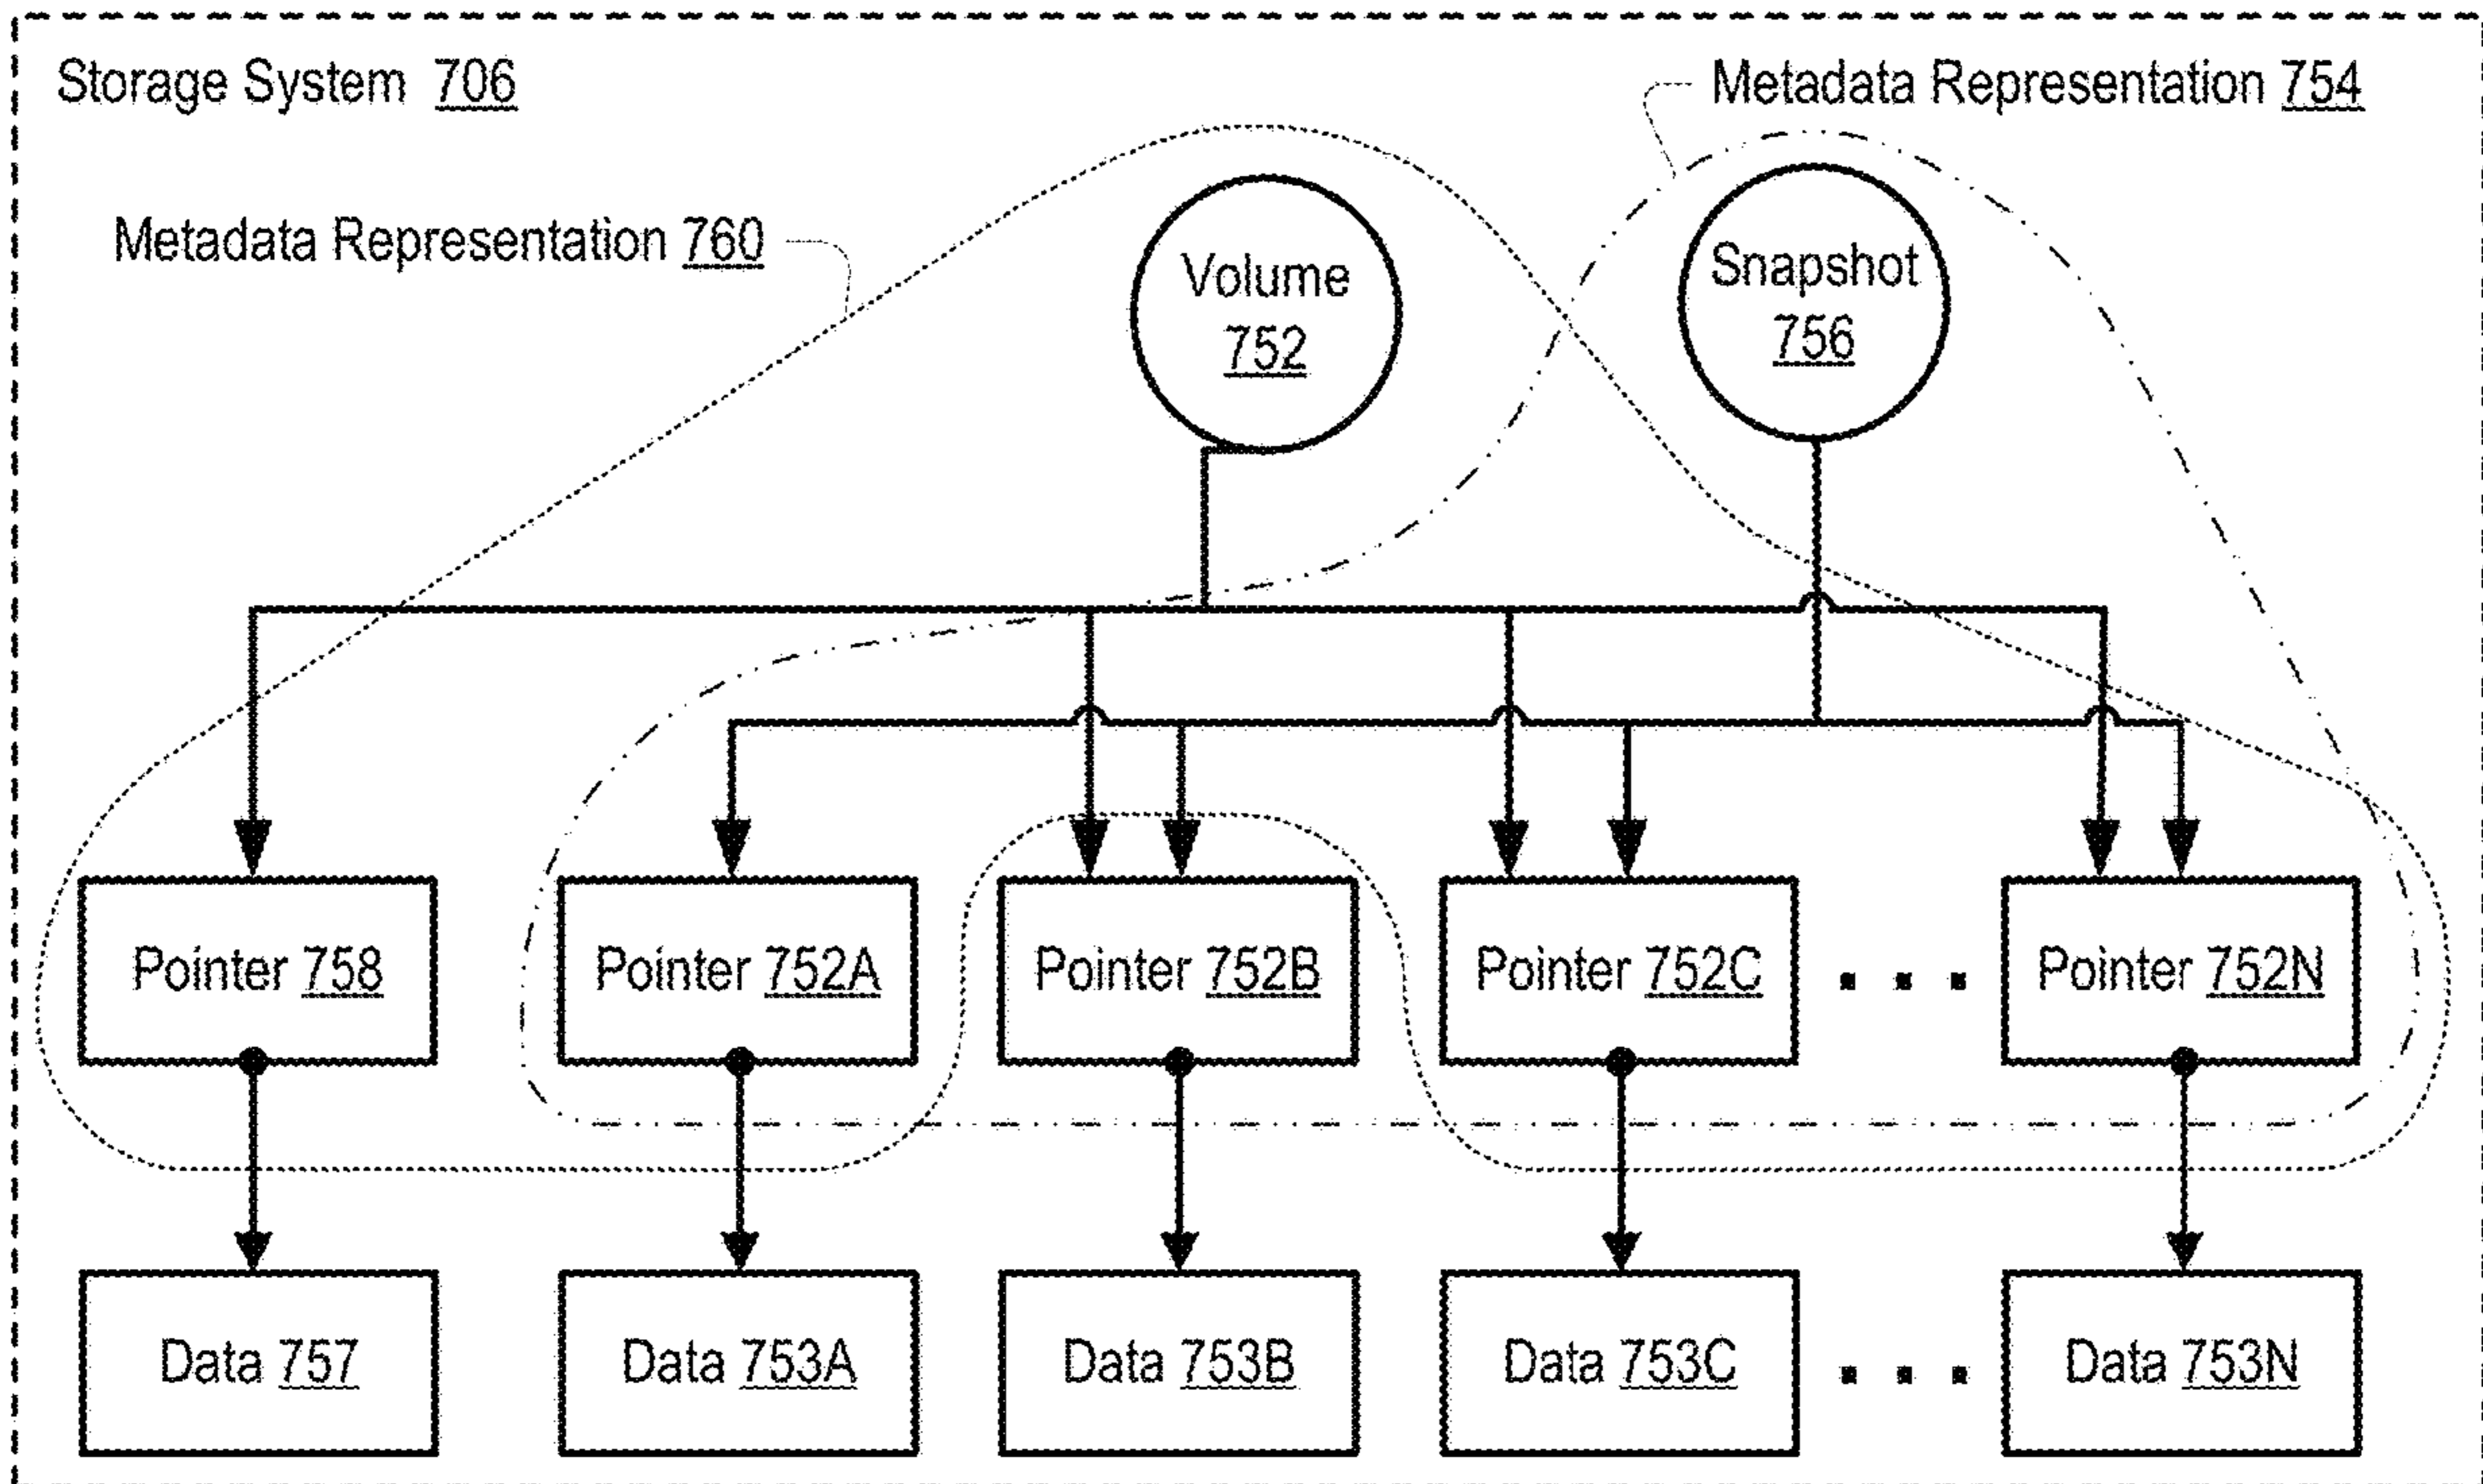 Storage System 706
Metadata Representation 754
Metadata Representation 760
Volume
752
Snapshot
756
Pointer 758
Pointer 752A
Pointer 752B
Pointer 752C
Pointer 752N
Data 757
Data 753A
Data 753B
Data 753C
Data 753N